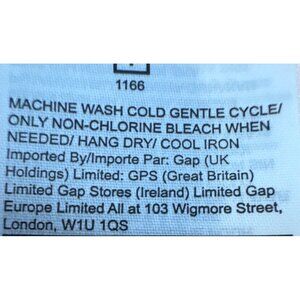 1166
MACHINE WASH COLD GENTLE CYCLE/
ONLY NON-CHLORINE BLEACH WHEN
NEEDED/ HANG DRY/ COOL IRON
Imported By/Importe Par: Gap (UK
Holdings) Limited: GPS (Great Britain)
Limited Gap Stores (Ireland) Limited Gap
Europe Limited All at 103 Wigmore Street,
London, W1U 1QS